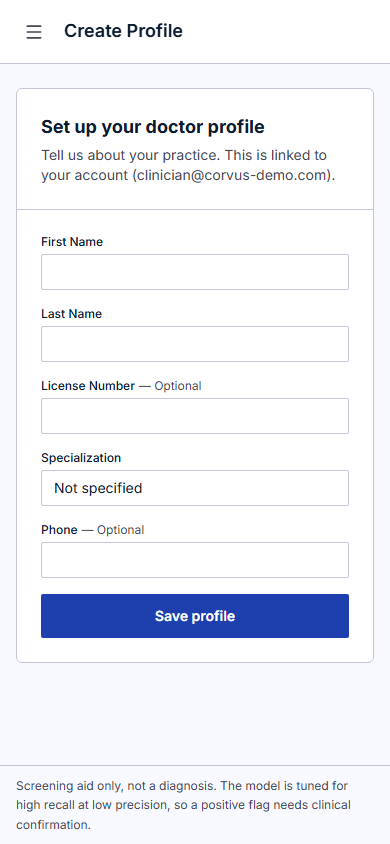 Create Profile
Set up your doctor profile
Tell us about your practice. This is linked to
your account (clinician@corvus-demo.com).
First Name
Last Name
License Number — Optional
Specialization
Not specified
Phone — Optional
Save profile
Screening aid only, not a diagnosis. The model is tuned for
high recall at low precision, so a positive flag needs clinical
confirmation.